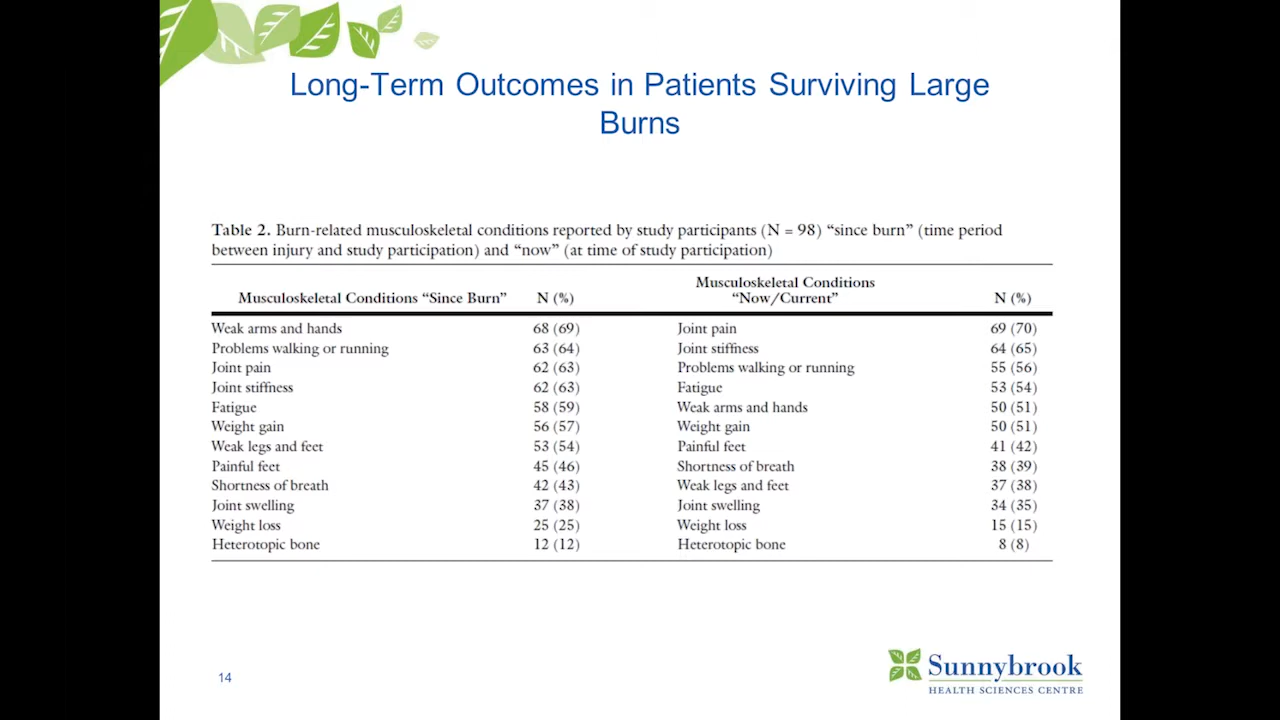 Long-Term Outcomes in Patients Surviving Large
Burns
Table 2. Burn-related musculoskeletal conditions reported by study participants (N = 98) “since burn” (time period
between injury and study participation) and “now” (at time of study participation)
Musculoskeletal Conditions “Since Burn” N (%) Musculoskeletal Conditions “Now/Current” N (%)
Weak arms and hands 68 (69) Joint pain 69 (70)
Problems walking or running 63 (64) Joint stiffness 64 (65)
Joint pain 62 (63) Problems walking or running 55 (56)
Joint stiffness 62 (63) Fatigue 53 (54)
Fatigue 58 (59) Weak arms and hands 50 (51)
Weight gain 56 (57) Weight gain 50 (51)
Weak legs and feet 53 (54) Painful feet 41 (42)
Painful feet 45 (46) Shortness of breath 38 (39)
Shortness of breath 42 (43) Weak legs and feet 37 (38)
Joint swelling 37 (38) Joint swelling 34 (35)
Weight loss 25 (25) Weight loss 15 (15)
Heterotopic bone 12 (12) Heterotopic bone 8 (8)
14
Sunnybrook
HEALTH SCIENCES CENTRE